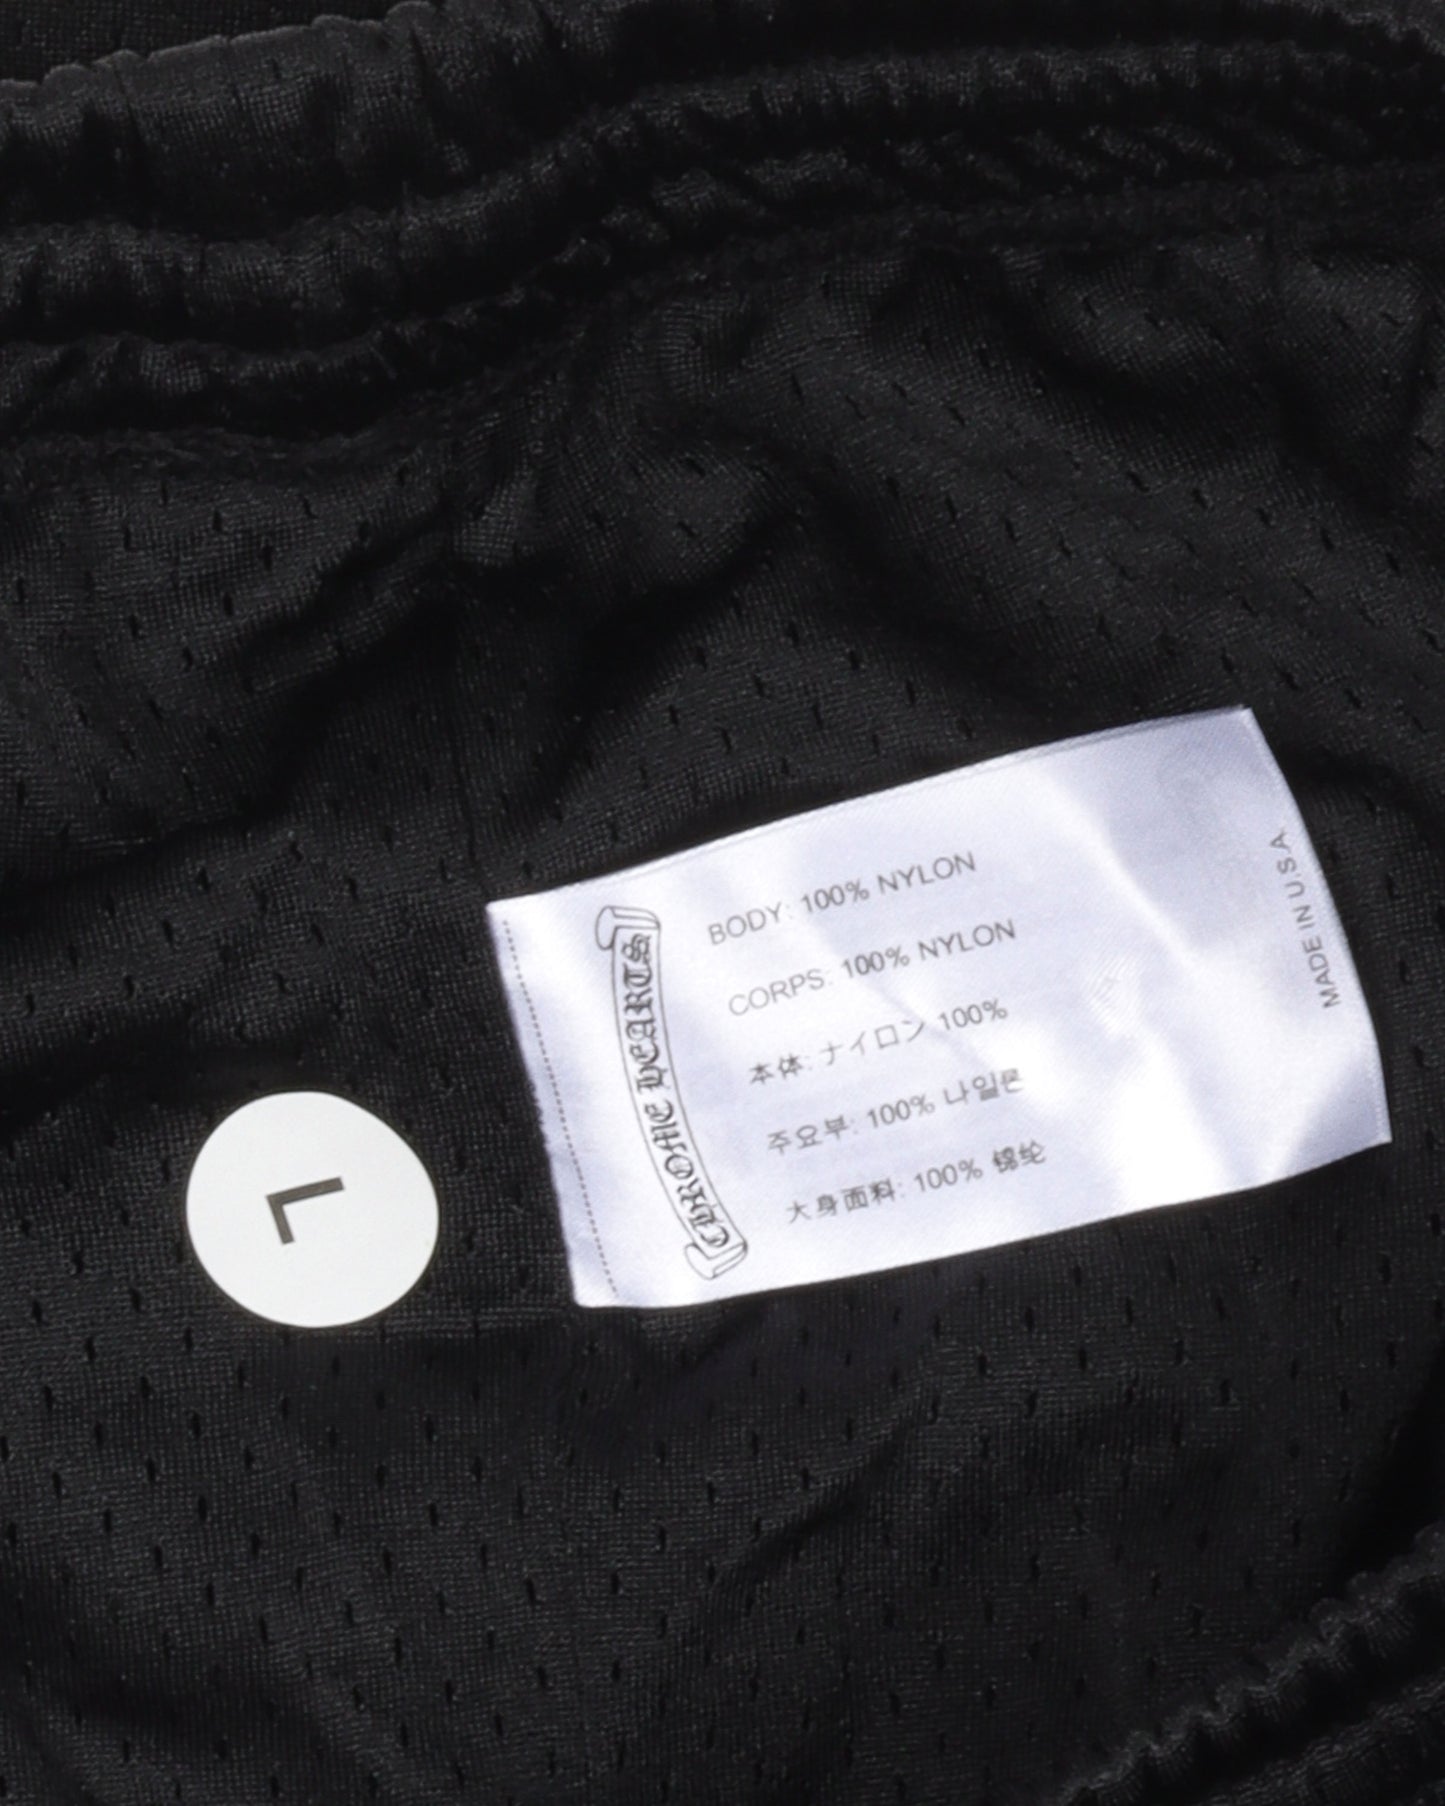 CHROME HEARTS
BODY: 100% NYLON
CORPS: 100% NYLON
本体: ナイロン 100%
주요부: 100% 나일론
大身面料: 100% 锦纶
MADE IN U.S.A
L